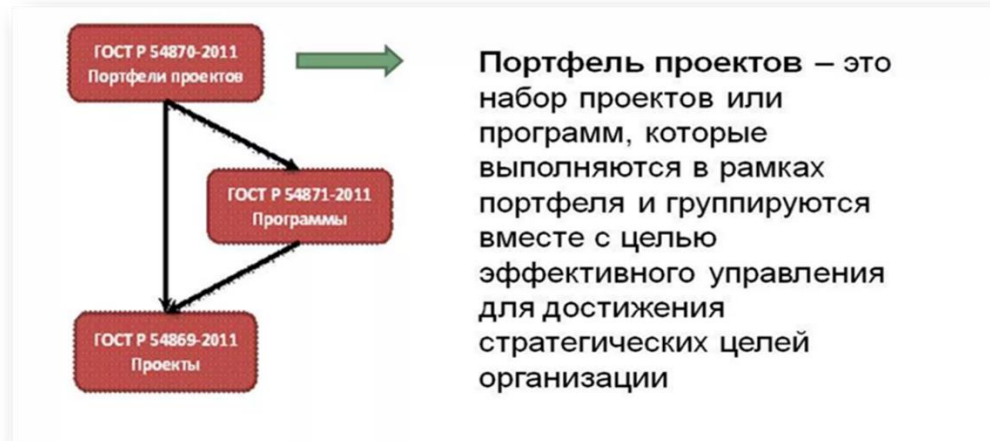 ГОСТ Р 54870-2011
Портфели проектов
ГОСТ Р 54871-2011
Программы
ГОСТ Р 54869-2011
Проекты
Портфель проектов – это
набор проектов или
программ, которые
выполняются в рамках
портфеля и группируются
вместе с целью
эффективного управления
для достижения
стратегических целей
организации